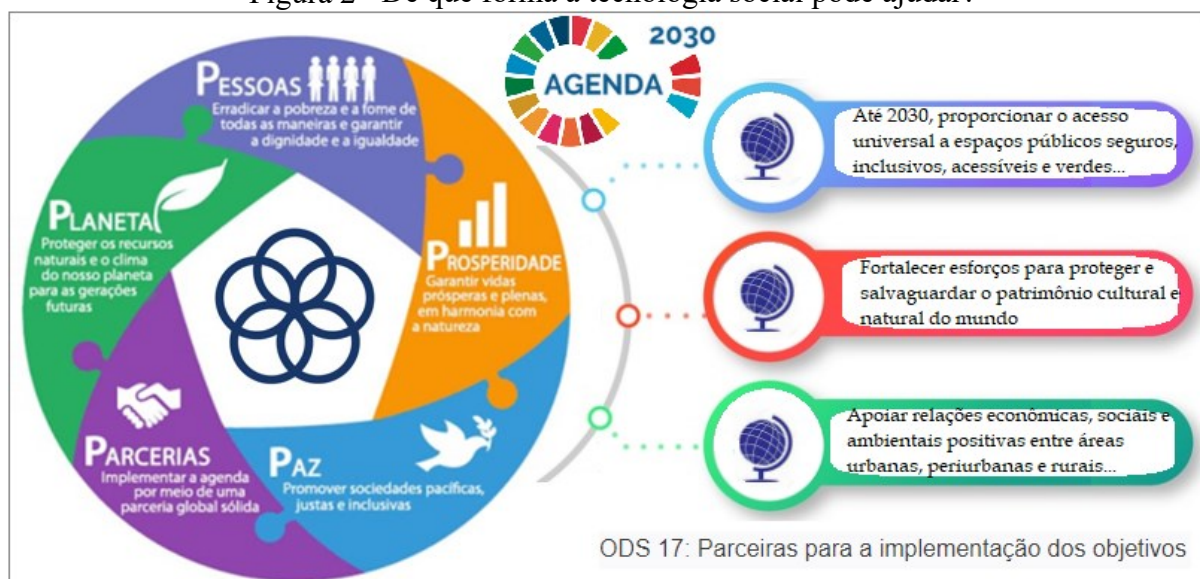 Figura 2 - De que forma a tecnologia social pode ajudar?
2030
AGENDA
PESSOAS
Erradicar a pobreza e a fome de
todas as maneiras e garantir
a dignidade e a igualdade
PROSPERIDADE
Garantir vidas
prósperas e plenas,
em harmonia com
a natureza
PAZ
Promover sociedades pacíficas,
justas e inclusivas
PARCERIAS
Implementar a agenda
por meio de uma
parceria global sólida
PLANETA
Proteger os recursos
naturais e o clima
do nosso planeta
para as gerações
futuras
Até 2030, proporcionar o acesso
universal a espaços públicos seguros,
inclusivos, acessíveis e verdes...
Fortalecer esforços para proteger e
salvaguardar o patrimônio cultural e
natural do mundo
Apoiar relações econômicas, sociais e
ambientais positivas entre áreas
urbanas, periurbanas e rurais...
ODS 17: Parceiras para a implementação dos objetivos